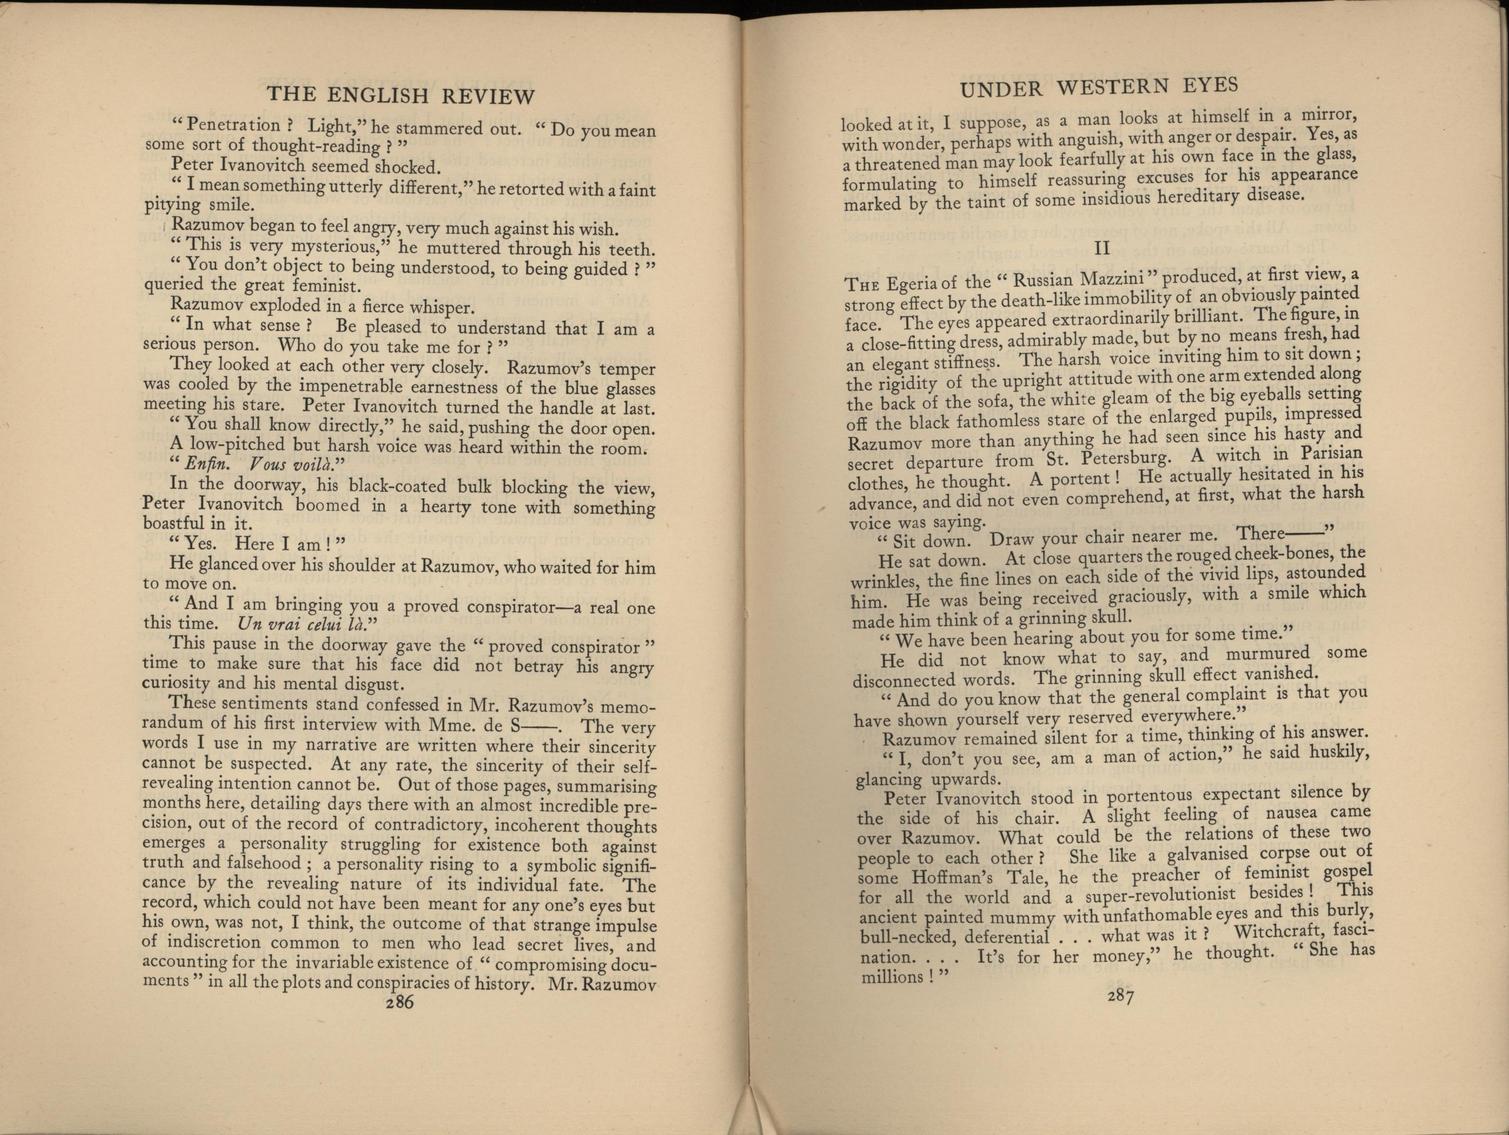 THE ENGLISH REVIEW
“ Penetration ? Light,” he stammered out. “ Do you mean
some sort of thought-reading ? ”
Peter Ivanovitch seemed shocked.
“ I mean something utterly different,” he retorted with a faint
pitying smile.
Razumov began to feel angry, very much against his wish.
“ This is very mysterious,” he muttered through his teeth.
“ You don’t object to being understood, to being guided ? ”
queried the great feminist.
Razumov exploded in a fierce whisper.
“ In what sense ? Be pleased to understand that I am a
serious person. Who do you take me for ? ”
They looked at each other very closely. Razumov’s temper
was cooled by the impenetrable earnestness of the blue glasses
meeting his stare. Peter Ivanovitch turned the handle at last.
“ You shall know directly,” he said, pushing the door open.
A low-pitched but harsh voice was heard within the room.
“ Enfin. Vous voilà.”
In the doorway, his black-coated bulk blocking the view,
Peter Ivanovitch boomed in a hearty tone with something
boastful in it.
“ Yes. Here I am ! ”
He glanced over his shoulder at Razumov, who waited for him
to move on.
“ And I am bringing you a proved conspirator—a real one
this time. Un vrai celui là.”
This pause in the doorway gave the “ proved conspirator ”
time to make sure that his face did not betray his angry
curiosity and his mental disgust.
These sentiments stand confessed in Mr. Razumov’s memo-
randum of his first interview with Mme. de S——. The very
words I use in my narrative are written where their sincerity
cannot be suspected. At any rate, the sincerity of their self-
revealing intention cannot be. Out of those pages, summarising
months here, detailing days there with an almost incredible pre-
cision, out of the record of contradictory, incoherent thoughts
emerges a personality struggling for existence both against
truth and falsehood ; a personality rising to a symbolic signifi-
cance by the revealing nature of its individual fate. The
record, which could not have been meant for any one’s eyes but
his own, was not, I think, the outcome of that strange impulse
of indiscretion common to men who lead secret lives, and
accounting for the invariable existence of “ compromising docu-
ments ” in all the plots and conspiracies of history. Mr. Razumov
286
UNDER WESTERN EYES
looked at it, I suppose, as a man looks at himself in a mirror,
with wonder, perhaps with anguish, with anger or despair. Yes, as
a threatened man may look fearfully at his own face in the glass,
formulating to himself reassuring excuses for his appearance
marked by the taint of some insidious hereditary disease.
II
THE Egeria of the “ Russian Mazzini ” produced, at first view, a
strong effect by the death-like immobility of an obviously painted
face. The eyes appeared extraordinarily brilliant. The figure, in
a close-fitting dress, admirably made, but by no means fresh, had
an elegant stiffness. The harsh voice inviting him to sit down ;
the rigidity of the upright attitude with one arm extended along
the back of the sofa, the white gleam of the big eyeballs setting
off the black fathomless stare of the enlarged pupils, impressed
Razumov more than anything he had seen since his hasty and
secret departure from St. Petersburg. A witch in Parisian
clothes, he thought. A portent ! He actually hesitated in his
advance, and did not even comprehend, at first, what the harsh
voice was saying.
“ Sit down. Draw your chair nearer me. There——”
He sat down. At close quarters the rouged cheek-bones, the
wrinkles, the fine lines on each side of the vivid lips, astounded
him. He was being received graciously, with a smile which
made him think of a grinning skull.
“ We have been hearing about you for some time.”
He did not know what to say, and murmured some
disconnected words. The grinning skull effect vanished.
“ And do you know that the general complaint is that you
have shown yourself very reserved everywhere.”
Razumov remained silent for a time, thinking of his answer.
“ I, don’t you see, am a man of action,” he said huskily,
glancing upwards.
Peter Ivanovitch stood in portentous expectant silence by
the side of his chair. A slight feeling of nausea came
over Razumov. What could be the relations of these two
people to each other ? She like a galvanised corpse out of
some Hoffman’s Tale, he the preacher of feminist gospel
for all the world and a super-revolutionist besides ! This
ancient painted mummy with unfathomable eyes and this burly,
bull-necked, deferential . . . what was it ? Witchcraft, fasci-
nation. . . . It’s for her money,” he thought. “ She has
millions ! ”
287